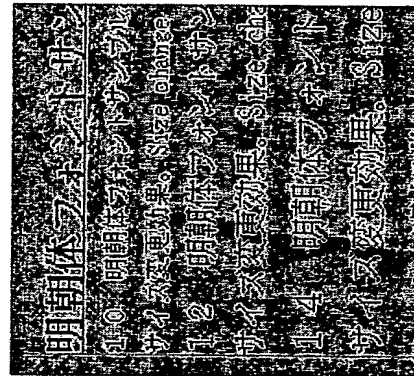 明朝体フォントサン
10 明朝体フォントサンプル
サイズ変更効果。Size change
12 明朝体フォントサン
サイズ変更効果。Size cha
14 明朝体フォント
サイズ変更効果。Size